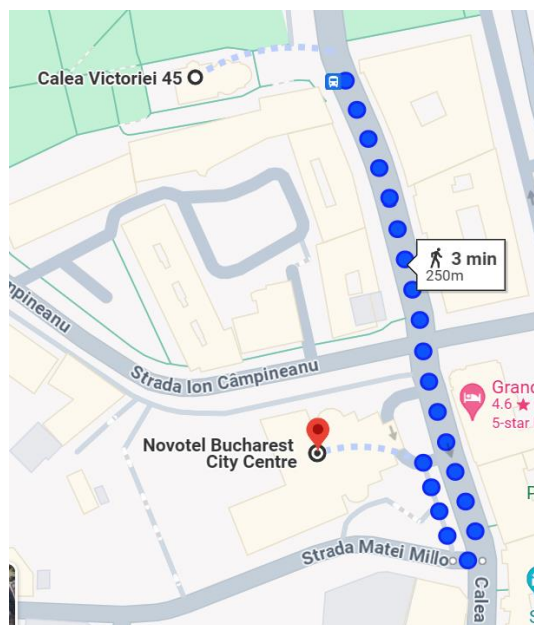 Calea Victoriei 45
3 min
250m
mpineanu
Strada Ion Câmpineanu
Grand
4.6 ★
5-star
Novotel Bucharest
City Centre
P
Strada Matei Millo
Calea
S